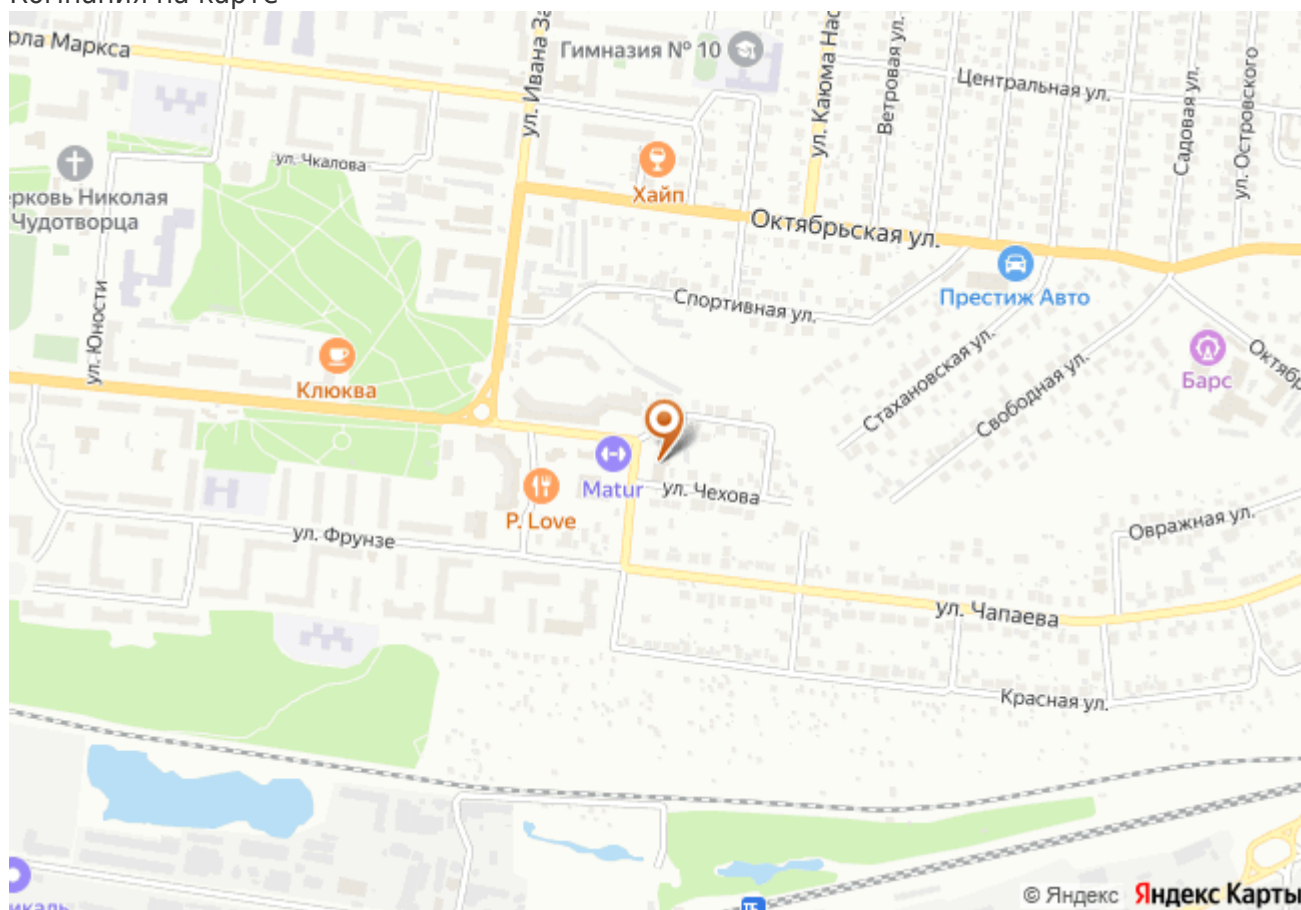 Компания на карте
рла Маркса
ул. Ивана За
Гимназия № 10
ул. Каюма Нас
Ветровая ул.
Центральная ул.
Садовая ул.
ул. Островского
ул. Чкалова
Хайп
рковь Николая
Чудотворца
Октябрьская ул.
Престиж Авто
Спортивная ул.
ул. Юности
Клюква
Стахановская ул.
Свободная ул.
Барс
Октябр
Matur
ул. Чехова
P. Love
ул. Фрунзе
Овражная ул.
ул. Чапаева
Красная ул.
икаль
© Яндекс Яндекс Карты